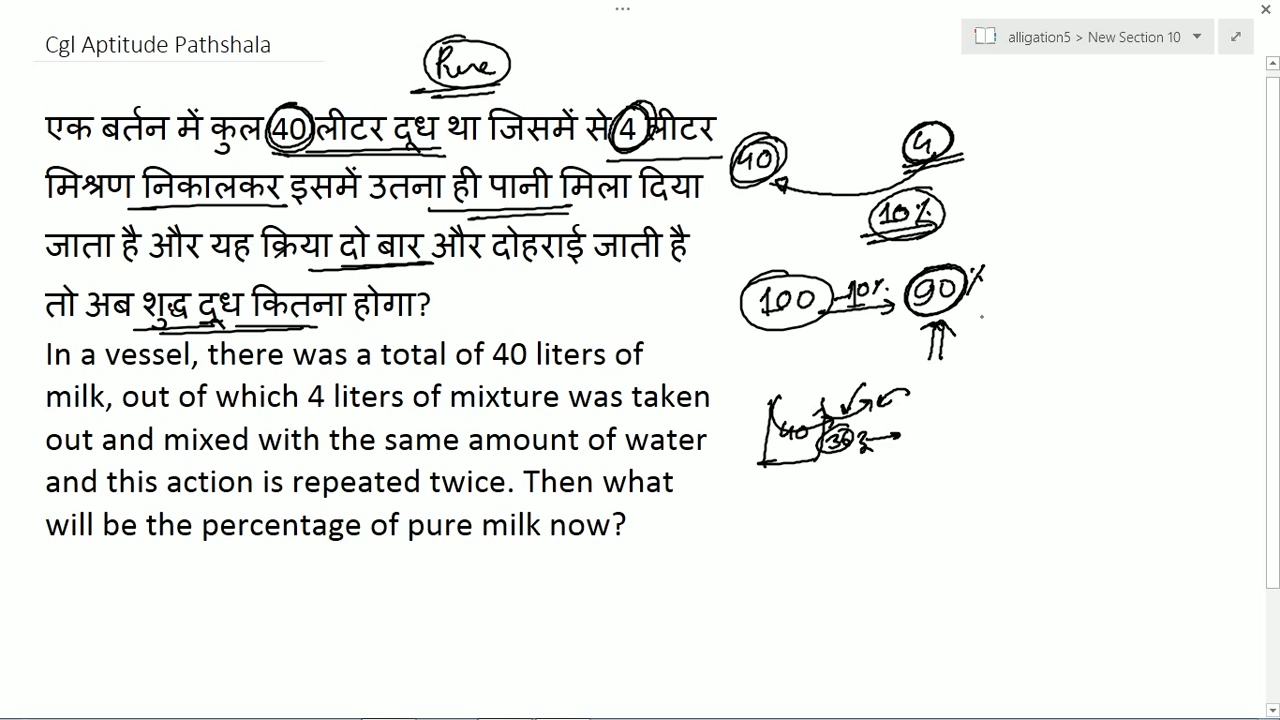 Cgl Aptitude Pathshala
alligation5 > New Section 10
Pure
एक बर्तन में कुल 40 लीटर दूध था जिसमें से 4 लीटर
मिश्रण निकालकर इसमें उतना ही पानी मिला दिया
जाता है और यह क्रिया दो बार और दोहराई जाती है
तो अब शुद्ध दूध कितना होगा?
In a vessel, there was a total of 40 liters of
milk, out of which 4 liters of mixture was taken
out and mixed with the same amount of water
and this action is repeated twice. Then what
will be the percentage of pure milk now?
40 4
10%
100 -10% 90%
40 36